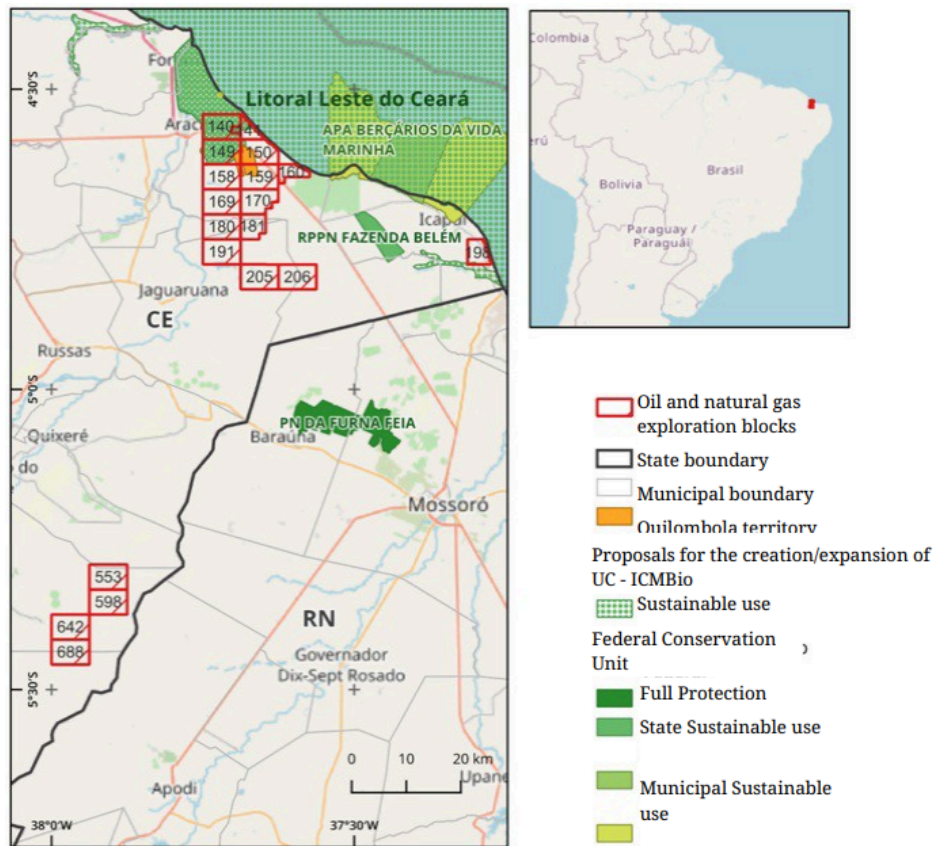 Colombia
erú
Brasil
Bolivia
Paraguay /
Paraguái
4°30'S
5°0'S
5°30'S
38°0'W
37°30'W
Litoral Leste do Ceará
APA BERÇÁRIOS DA VIDA
MARINHA
For
Araci
140
141
149
150
158
159
160
169
170
180
181
191
205
206
198
Icapuí
RPPN FAZENDA BELÉM
Jaguaruana
CE
Russas
Quixeré
do
PN DA FURNA FEIA
Baraúna
Mossoró
553
598
642
688
RN
Governador
Dix-Sept Rosado
0 10 20 km
Apodi
Upane
Oil and natural gas
exploration blocks
State boundary
Municipal boundary
Quilombola territory
Proposals for the creation/expansion of
UC - ICMBio
Sustainable use
Federal Conservation
Unit
Full Protection
State Sustainable use
Municipal Sustainable
use